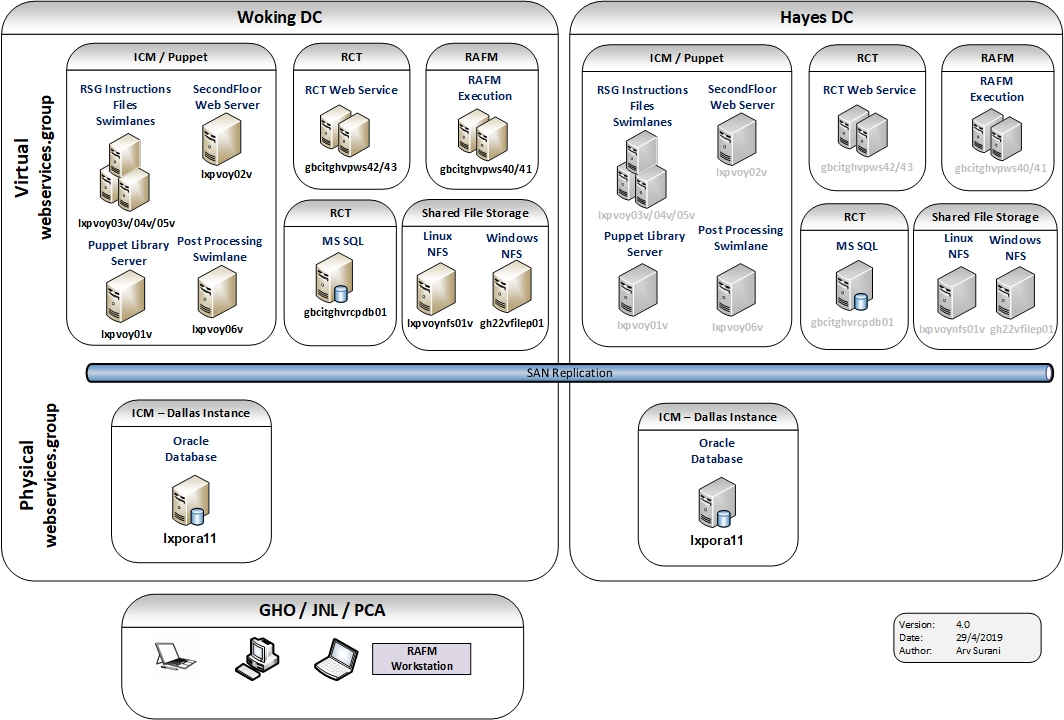 Woking DC
Virtual
webservices.group
ICM / Puppet
RSG Instructions
Files
Swimlanes
lxpvoy03v/04v/05v
SecondFloor
Web Server
lxpvoy02v
Puppet Library
Server
lxpvoy01v
Post Processing
Swimlane
lxpvoy06v
RCT
RCT Web Service
gbcitghvpws42/43
RAFM
RAFM
Execution
gbcitghvpws40/41
RCT
MS SQL
gbcitghvrcpdb01
Shared File Storage
Linux
NFS
lxpvoynfs01v
Windows
NFS
gh22vfilep01
Hayes DC
ICM / Puppet
RSG Instructions
Files
Swimlanes
lxpvoy03v/04v/05v
SecondFloor
Web Server
lxpvoy02v
Puppet Library
Server
lxpvoy01v
Post Processing
Swimlane
lxpvoy06v
RCT
RCT Web Service
gbcitghvpws42/43
RAFM
RAFM
Execution
gbcitghvpws40/41
RCT
MS SQL
gbcitghvrcpdb01
Shared File Storage
Linux
NFS
lxpvoynfs01v
Windows
NFS
gh22vfilep01
SAN Replication
Physical
webservices.group
ICM – Dallas Instance
Oracle
Database
lxpora11
ICM – Dallas Instance
Oracle
Database
lxpora11
GHO / JNL / PCA
RAFM
Workstation
Version: 4.0
Date: 29/4/2019
Author: Arv Surani